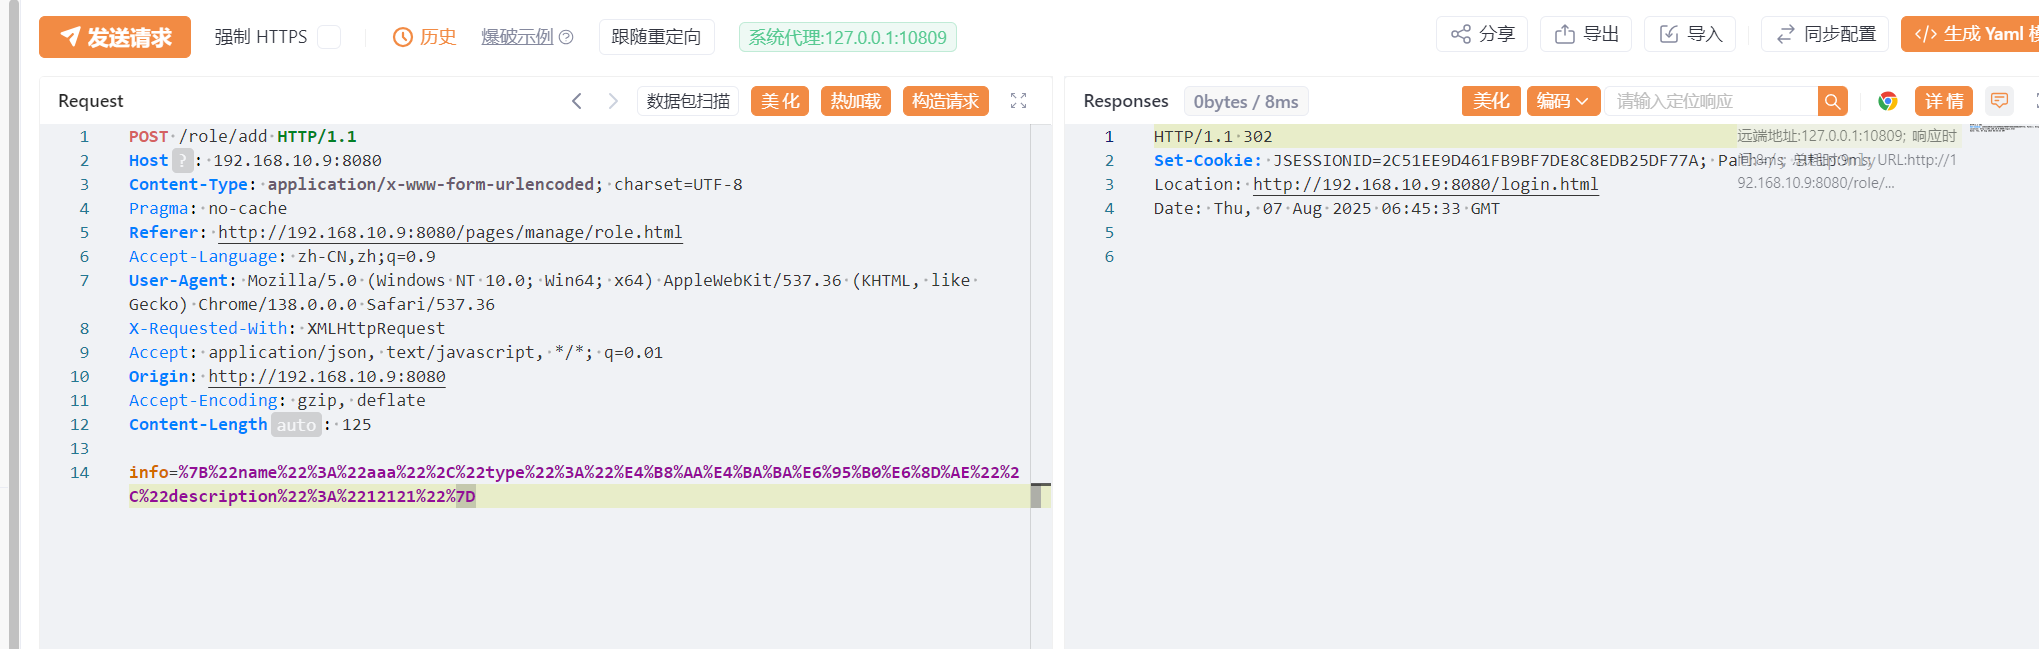 发送请求 强制 HTTPS 历史 爆破示例 跟随重定向 系统代理:127.0.0.1:10809 分享 导出 导入 同步配置 </> 生成 Yaml
Request 数据包扫描 美化 热加载 构造请求
1 POST /role/add HTTP/1.1
2 Host ? : 192.168.10.9:8080
3 Content-Type: application/x-www-form-urlencoded; charset=UTF-8
4 Pragma: no-cache
5 Referer: http://192.168.10.9:8080/pages/manage/role.html
6 Accept-Language: zh-CN,zh;q=0.9
7 User-Agent: Mozilla/5.0 (Windows NT 10.0; Win64; x64) AppleWebKit/537.36 (KHTML, like
Gecko) Chrome/138.0.0.0 Safari/537.36
8 X-Requested-With: XMLHttpRequest
9 Accept: application/json, text/javascript, */*; q=0.01
10 Origin: http://192.168.10.9:8080
11 Accept-Encoding: gzip, deflate
12 Content-Length auto : 125
13
14 info=%7B%22name%22%3A%22aaa%22%2C%22type%22%3A%22%E4%B8%AA%E4%BA%BA%E6%95%B0%E6%8D%AE%22%2
C%22description%22%3A%2212121%22%7D
Responses 0bytes / 8ms 美化 编码 请输入定位响应 详情
1 HTTP/1.1 302
2 Set-Cookie: JSESSIONID=2C51EE9D461FB9BF7DE8C8EDB25DF77A;
3 Location: http://192.168.10.9:8080/login.html
4 Date: Thu, 07 Aug 2025 06:45:33 GMT
5
6
远端地址:127.0.0.1:10809; 响应时
URL:http://1
92.168.10.9:8080/role/...